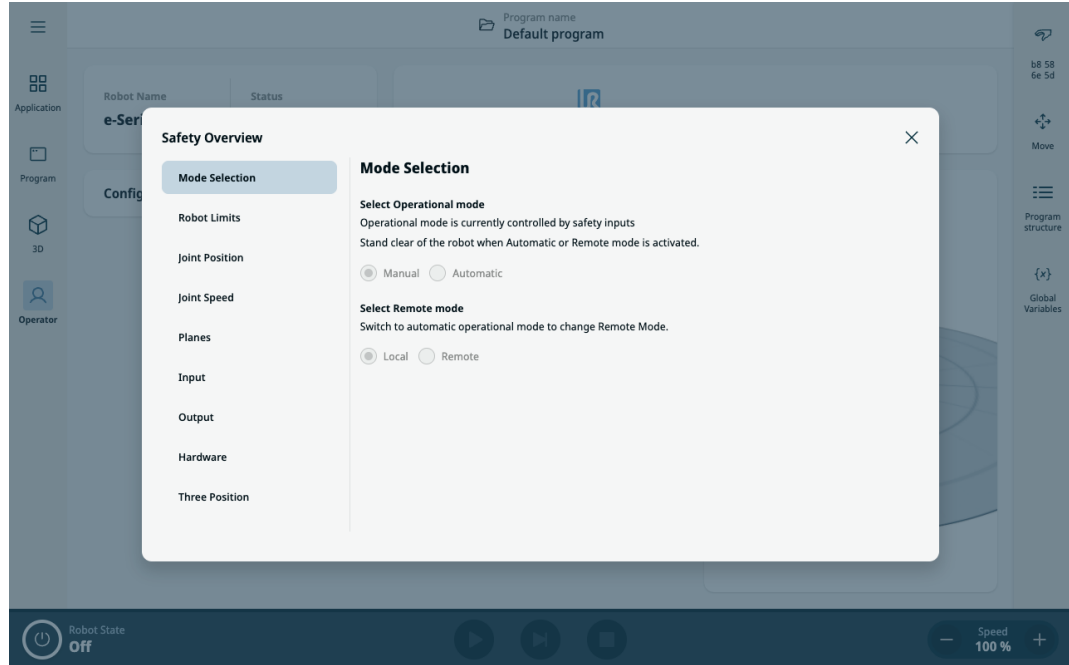 Program name
Default program
b8 58
6e 5d
Application
Robot Name
Status
Move
Safety Overview
Mode Selection
Robot Limits
Joint Position
Joint Speed
Planes
Input
Output
Hardware
Three Position
Mode Selection
Select Operational mode
Operational mode is currently controlled by safety inputs
Stand clear of the robot when Automatic or Remote mode is activated.
Manual Automatic
Select Remote mode
Switch to automatic operational mode to change Remote Mode.
Local Remote
Program
3D
Operator
Program
structure
{x}
Global
Variables
Robot State
Off
Speed
100 %